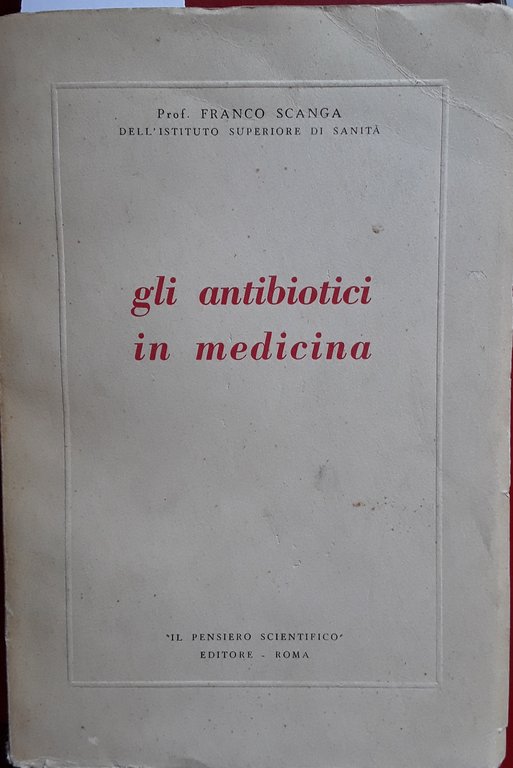 Prof. FRANCO SCANGA
DELL'ISTITUTO SUPERIORE DI SANITÀ
gli antibiotici
in medicina
"IL PENSIERO SCIENTIFICO"
EDITORE - ROMA